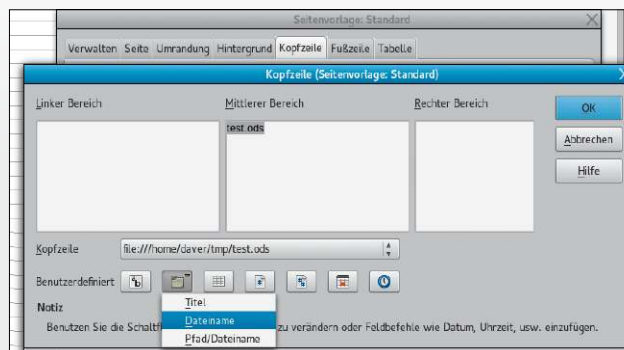 Seitenvorlage: Standard
Verwalten Seite Umrandung Hintergrund Kopfzeile Fußzeile Tabelle
Kopfzeile (Seitenvorlage: Standard)
Linker Bereich Mittlerer Bereich Rechter Bereich
test.ods
OK
Abbrechen
Hilfe
Kopfzeile file:///home/daver/tmp/test.ods
Benutzerdefiniert
Titel
Dateiname
Pfad/Dateiname
Notiz
Benutzen Sie die zu verändern oder Feldbefehle wie Datum, Uhrzeit, usw. einzufügen.